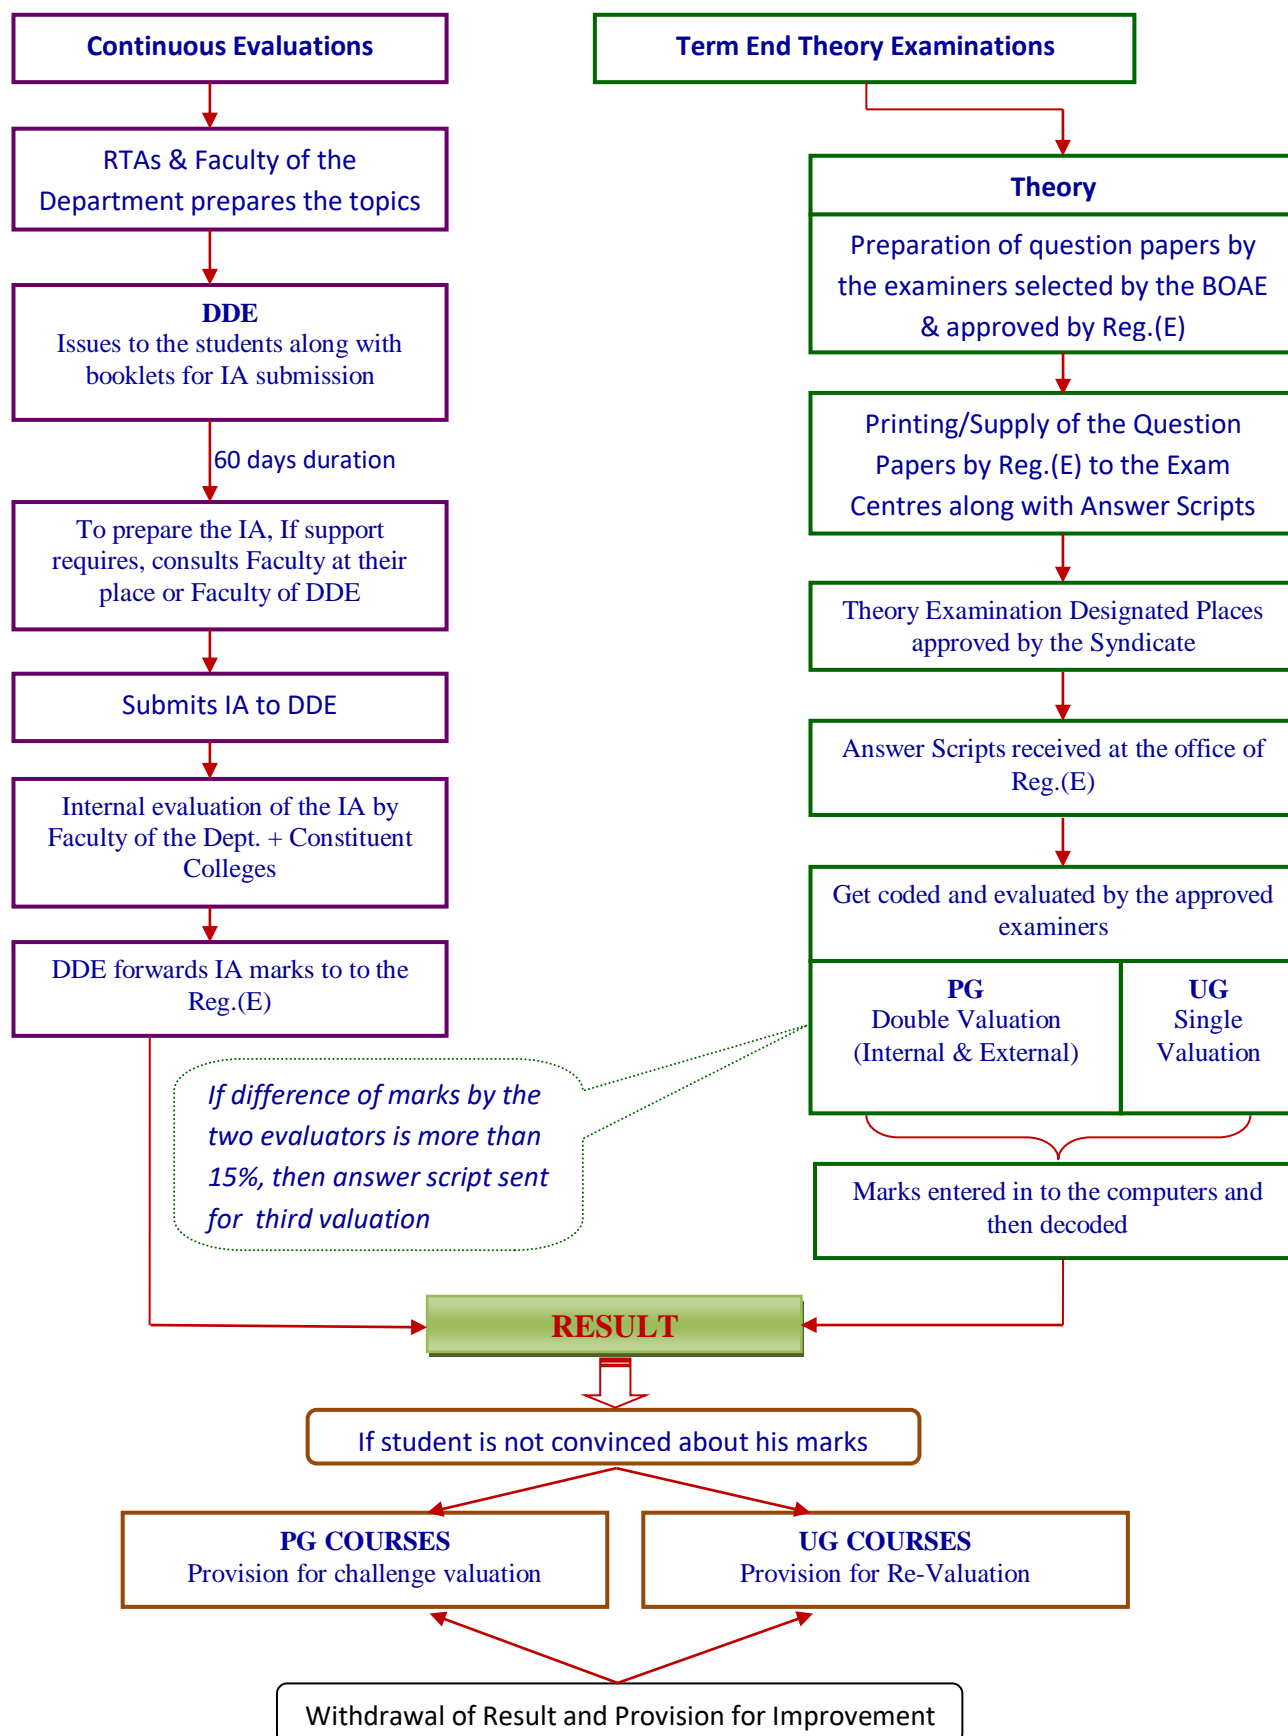 Continuous Evaluations
RTAs & Faculty of the
Department prepares the topics
DDE
Issues to the students along with
booklets for IA submission
60 days duration
To prepare the IA, If support
requires, consults Faculty at their
place or Faculty of DDE
Submits IA to DDE
Internal evaluation of the IA by
Faculty of the Dept. + Constituent
Colleges
DDE forwards IA marks to to the
Reg.(E)
Term End Theory Examinations
Theory
Preparation of question papers by
the examiners selected by the BOAE
& approved by Reg.(E)
Printing/Supply of the Question
Papers by Reg.(E) to the Exam
Centres along with Answer Scripts
Theory Examination Designated Places
approved by the Syndicate
Answer Scripts received at the office of
Reg.(E)
Get coded and evaluated by the approved
examiners
PG
Double Valuation
(Internal & External)
UG
Single
Valuation
If difference of marks by the
two evaluators is more than
15%, then answer script sent
for third valuation
Marks entered in to the computers and
then decoded
RESULT
If student is not convinced about his marks
PG COURSES
Provision for challenge valuation
UG COURSES
Provision for Re-Valuation
Withdrawal of Result and Provision for Improvement